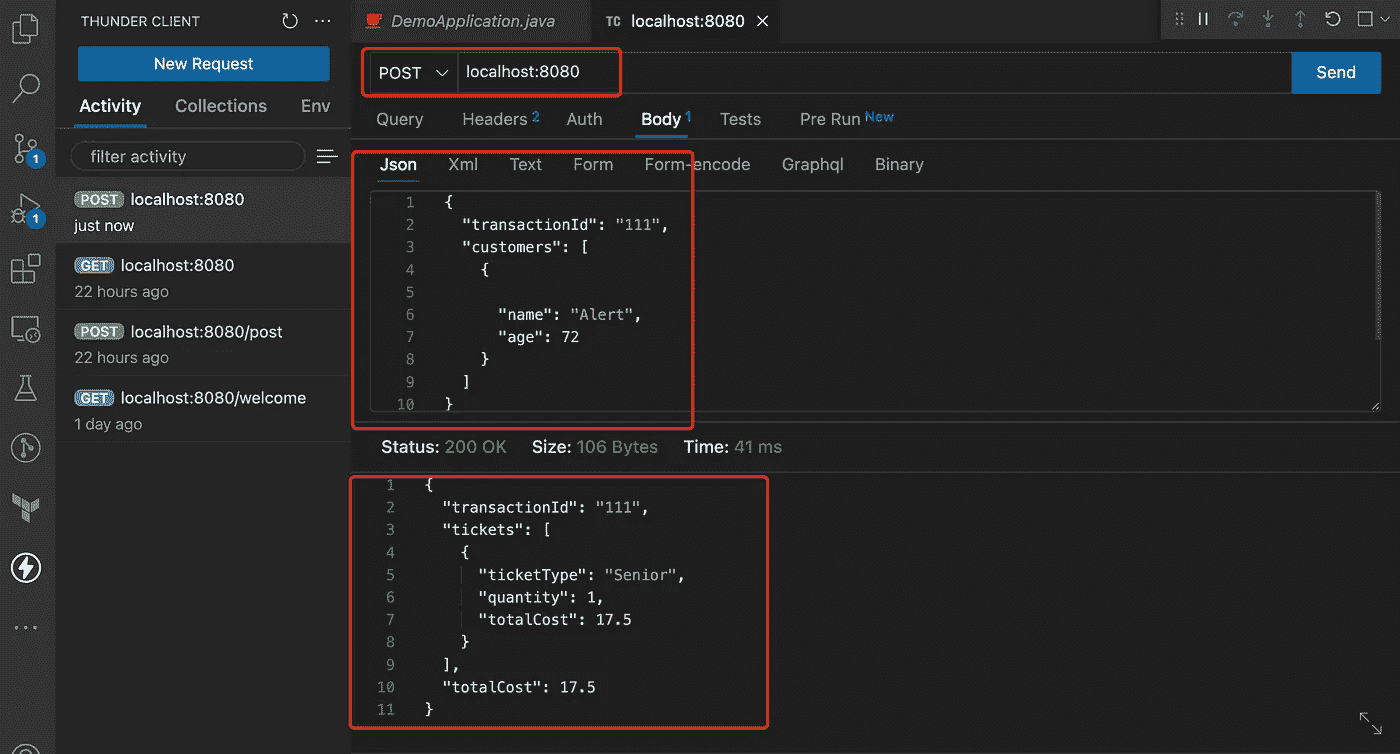 THUNDER CLIENT
DemoApplication.java
TC localhost:8080
New Request
POST localhost:8080
Send
Activity Collections Env
Query Headers 2 Auth Body 1 Tests Pre Run New
filter activity
Json Xml Text Form Form-encode Graphql Binary
POST localhost:8080
just now
GET localhost:8080
22 hours ago
POST localhost:8080/post
22 hours ago
GET localhost:8080/welcome
1 day ago
1
1
1 {
2 "transactionId": "111",
3 "customers": [
4 {
5
6 "name": "Alert",
7 "age": 72
8 }
9 ]
10 }
Status: 200 OK Size: 106 Bytes Time: 41 ms
1 {
2 "transactionId": "111",
3 "tickets": [
4 {
5 "ticketType": "Senior",
6 "quantity": 1,
7 "totalCost": 17.5
8 }
9 ],
10 "totalCost": 17.5
11 }